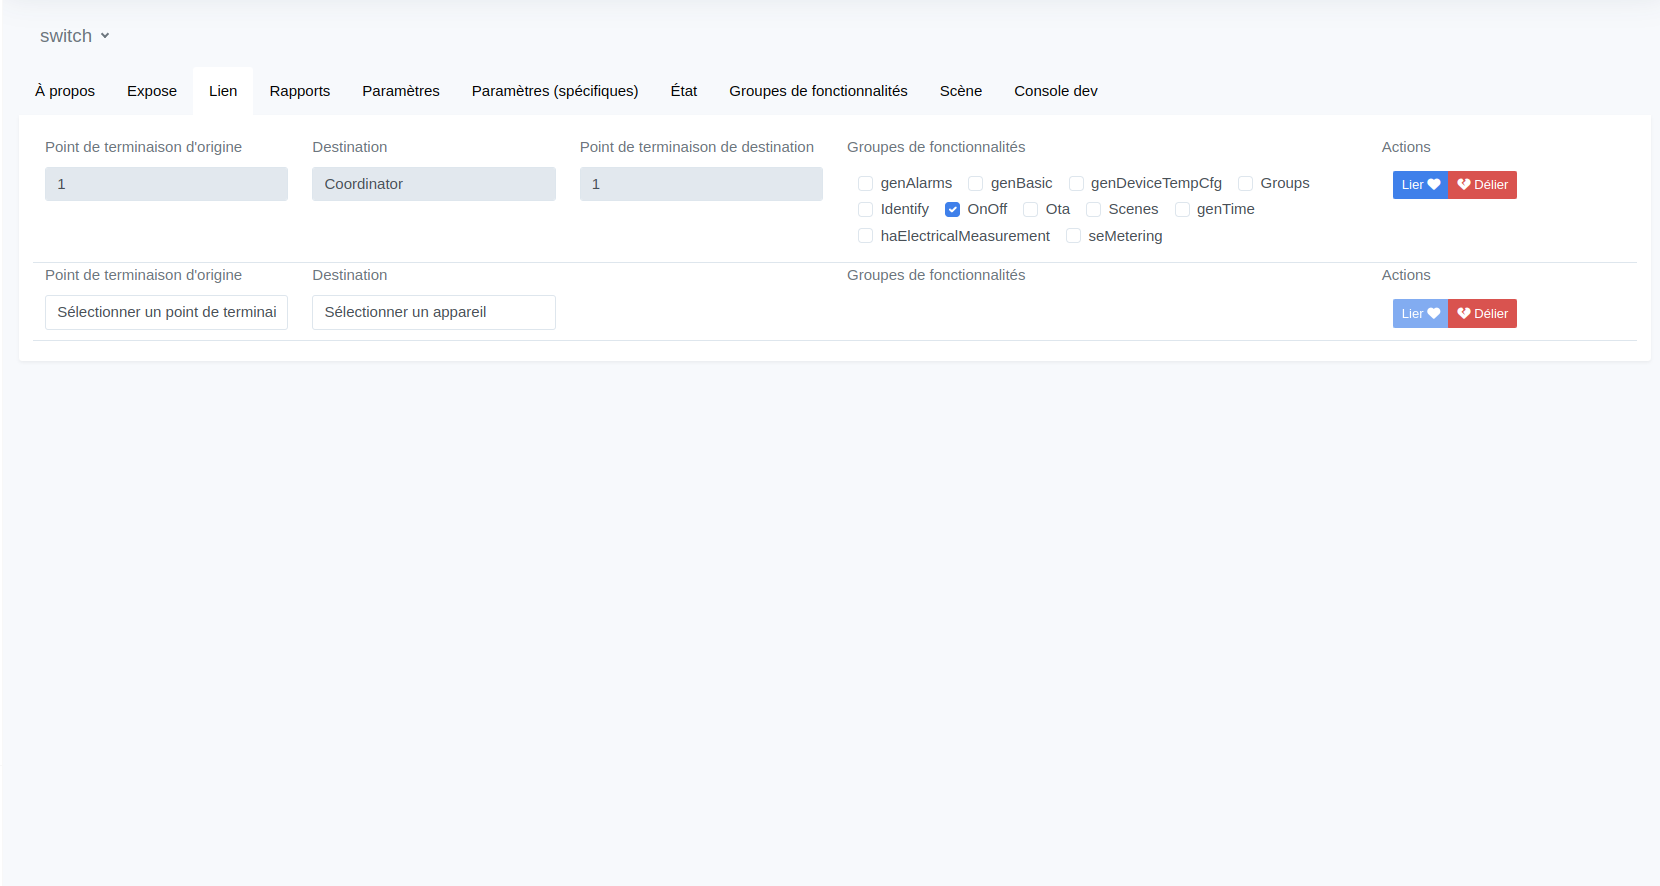 switch
À propos Expose Lien Rapports Paramètres Paramètres (spécifiques) État Groupes de fonctionnalités Scène Console dev
Point de terminaison d'origine Destination Point de terminaison de destination Groupes de fonctionnalités Actions
1 Coordinator 1 genAlarms genBasic genDeviceTempCfg Groups Lier Délier
Identify OnOff Ota Scenes genTime
haElectricalMeasurement seMetering
Point de terminaison d'origine Destination Groupes de fonctionnalités Actions
Sélectionner un point de terminai Sélectionner un appareil Lier Délier